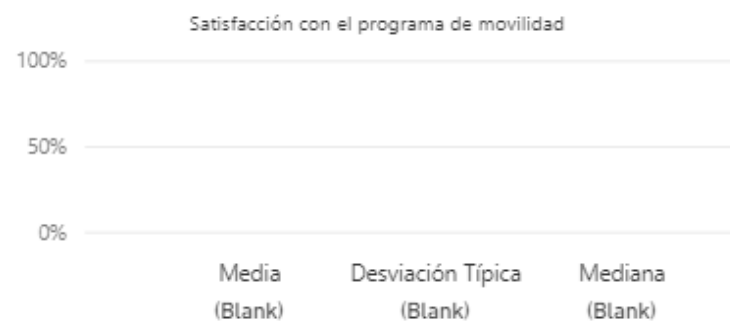 Satisfacción con el programa de movilidad
100%
50%
0%
Media Desviación Típica Mediana
(Blank) (Blank) (Blank)